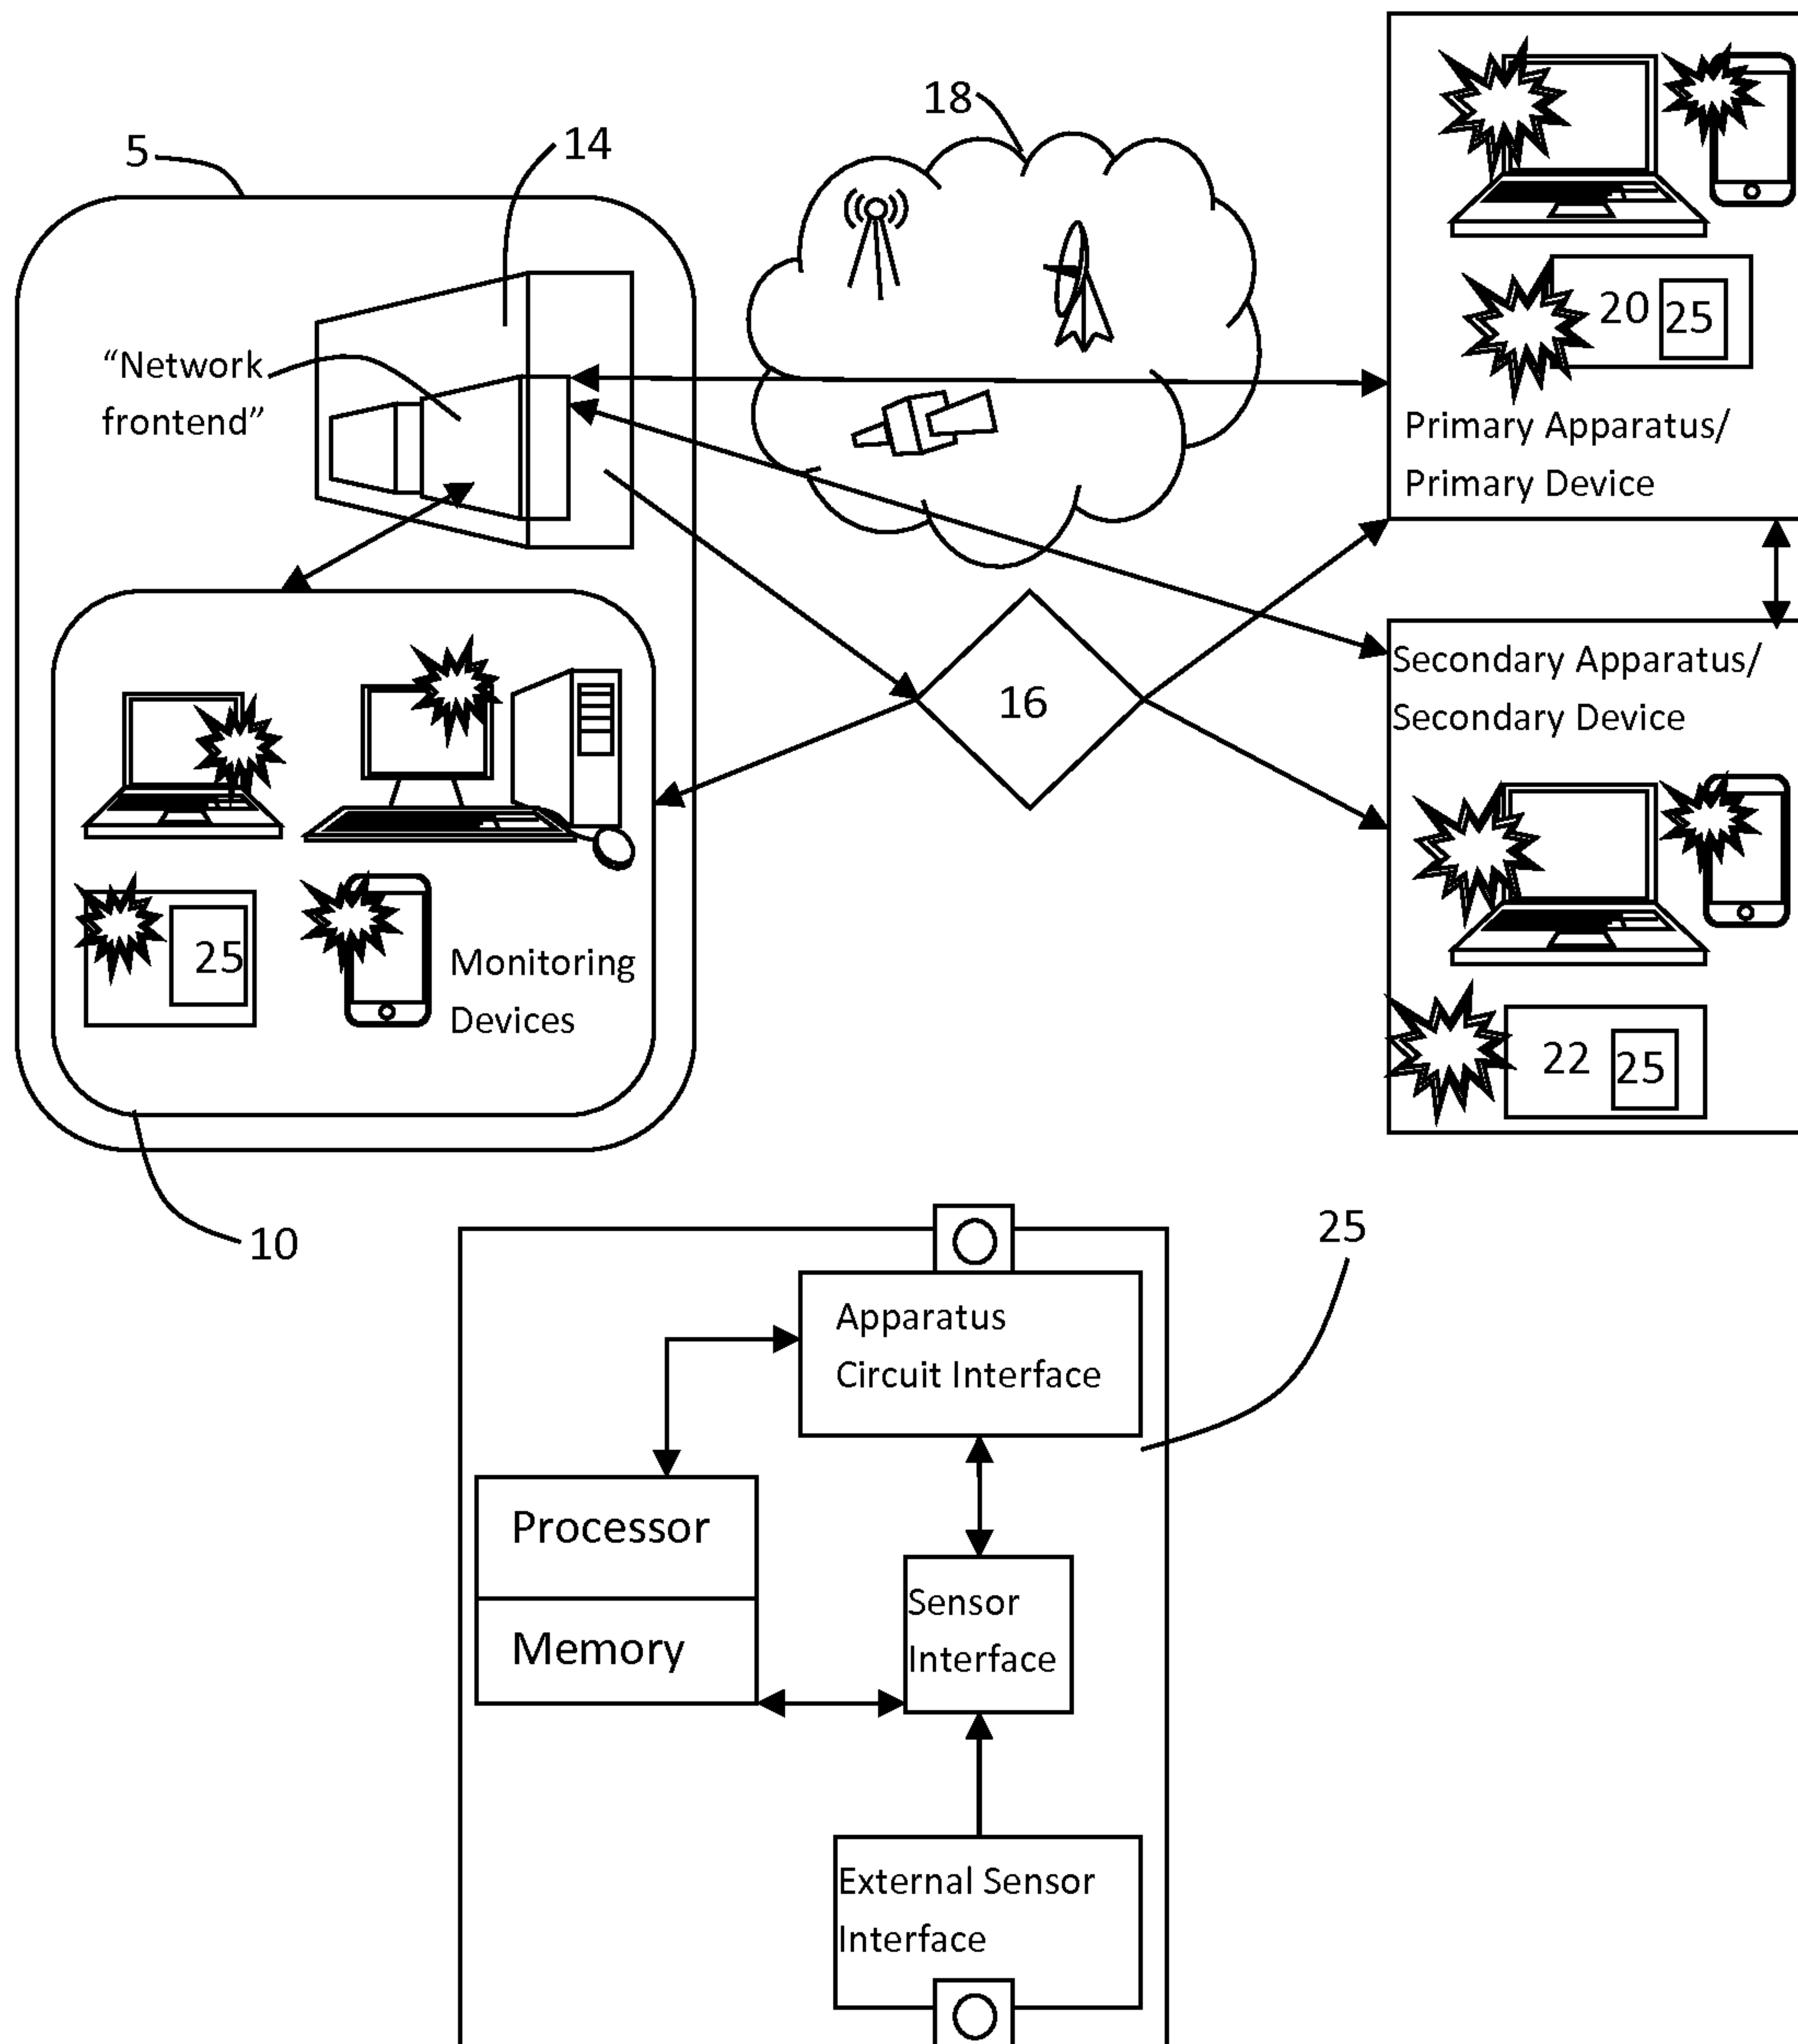 18
5
14
“Network
frontend”
20
25
Primary Apparatus/
Primary Device
16
Secondary Apparatus/
Secondary Device
25
Monitoring
Devices
22
25
10
25
Apparatus
Circuit Interface
Processor
Memory
Sensor
Interface
External Sensor
Interface